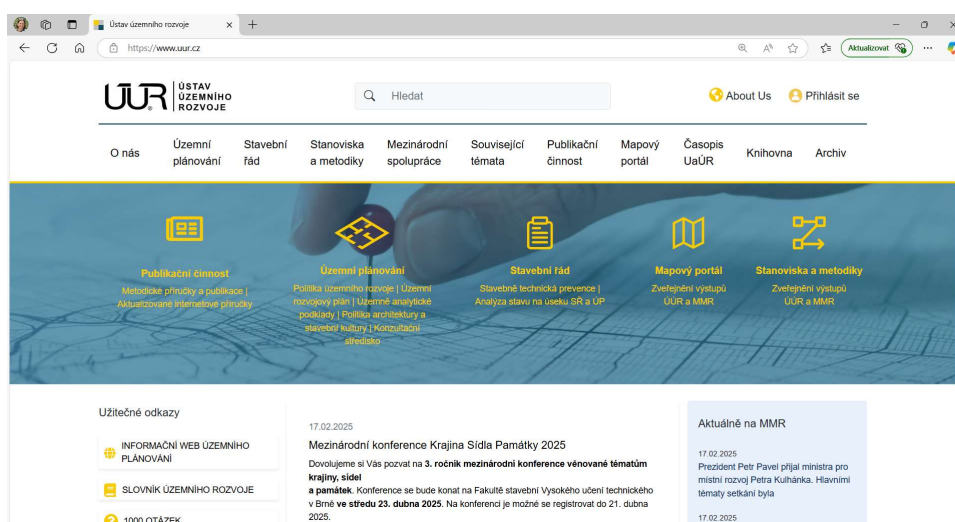 Ústav územního rozvoje
https://www.uur.cz
Aktualizovat
ÚÚR
ÚSTAV
ÚZEMNÍHO
ROZVOJE
Hledat
About Us
Přihlásit se
O nás
Územní
plánování
Stavební
řád
Stanoviska
a metodiky
Mezinárodní
spolupráce
Související
témata
Publikační
činnost
Mapový
portál
Časopis
UaÚR
Knihovna
Archiv
Publikační činnost
Metodické příručky a publikace |
Aktualizované internetové příručky
Územní plánování
Politika územního rozvoje | Územní
rozvojový plán | Územně analytické
podklady | Politika architektury a
stavební kultury | Konzultační
středisko
Stavební řád
Stavebně technická prevence |
Analýza stavu na úseku SŘ a ÚP
Mapový portál
Zveřejnění výstupů
ÚÚR a MMR
Stanoviska a metodiky
Zveřejnění výstupů
ÚÚR a MMR
Užitečné odkazy
INFORMAČNÍ WEB ÚZEMNÍHO
PLÁNOVÁNÍ
SLOVNÍK ÚZEMNÍHO ROZVOJE
1000 OTÁZEK
17.02.2025
Mezinárodní konference Krajina Sídla Památky 2025
Dovolujeme si Vás pozvat na 3. ročník mezinárodní konference věnované tématům
krajiny, sídel
a památek. Konference se bude konat na Fakultě stavební Vysokého učení technického
v Brně ve středu 23. dubna 2025. Na konferenci je možné se registrovat do 21. dubna
2025.
Aktuálně na MMR
17.02.2025
Prezident Petr Pavel přijal ministra pro
místní rozvoj Petra Kulhánka. Hlavními
tématy setkání byla
17.02.2025